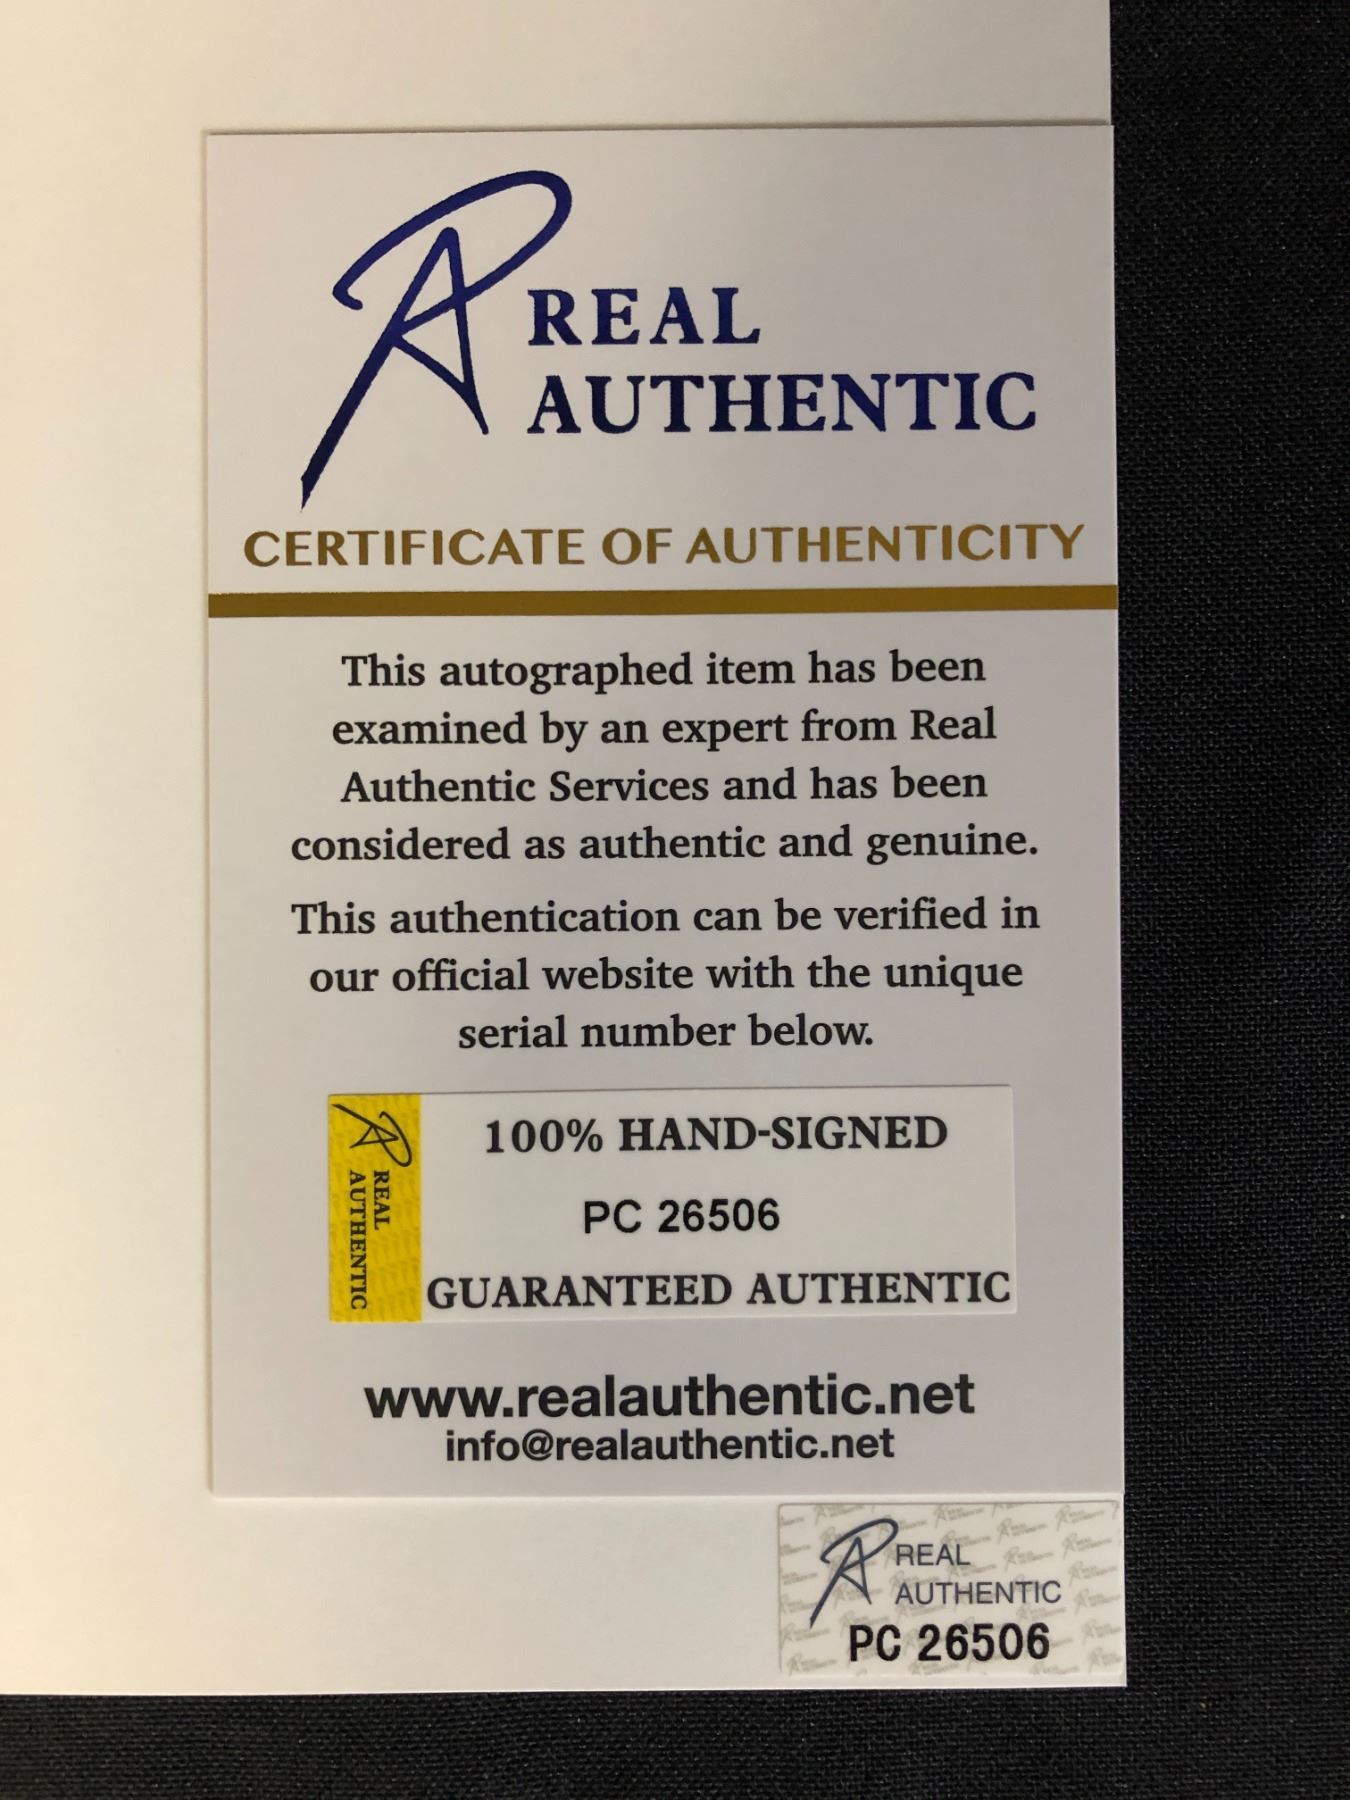 REAL
AUTHENTIC
CERTIFICATE OF AUTHENTICITY
This autographed item has been
examined by an expert from Real
Authentic Services and has been
considered as authentic and genuine.
This authentication can be verified in
our official website with the unique
serial number below.
REAL
AUTHENTIC
100% HAND-SIGNED
PC 26506
GUARANTEED AUTHENTIC
www.realauthentic.net
info@realauthentic.net
REAL
AUTHENTIC
PC 26506